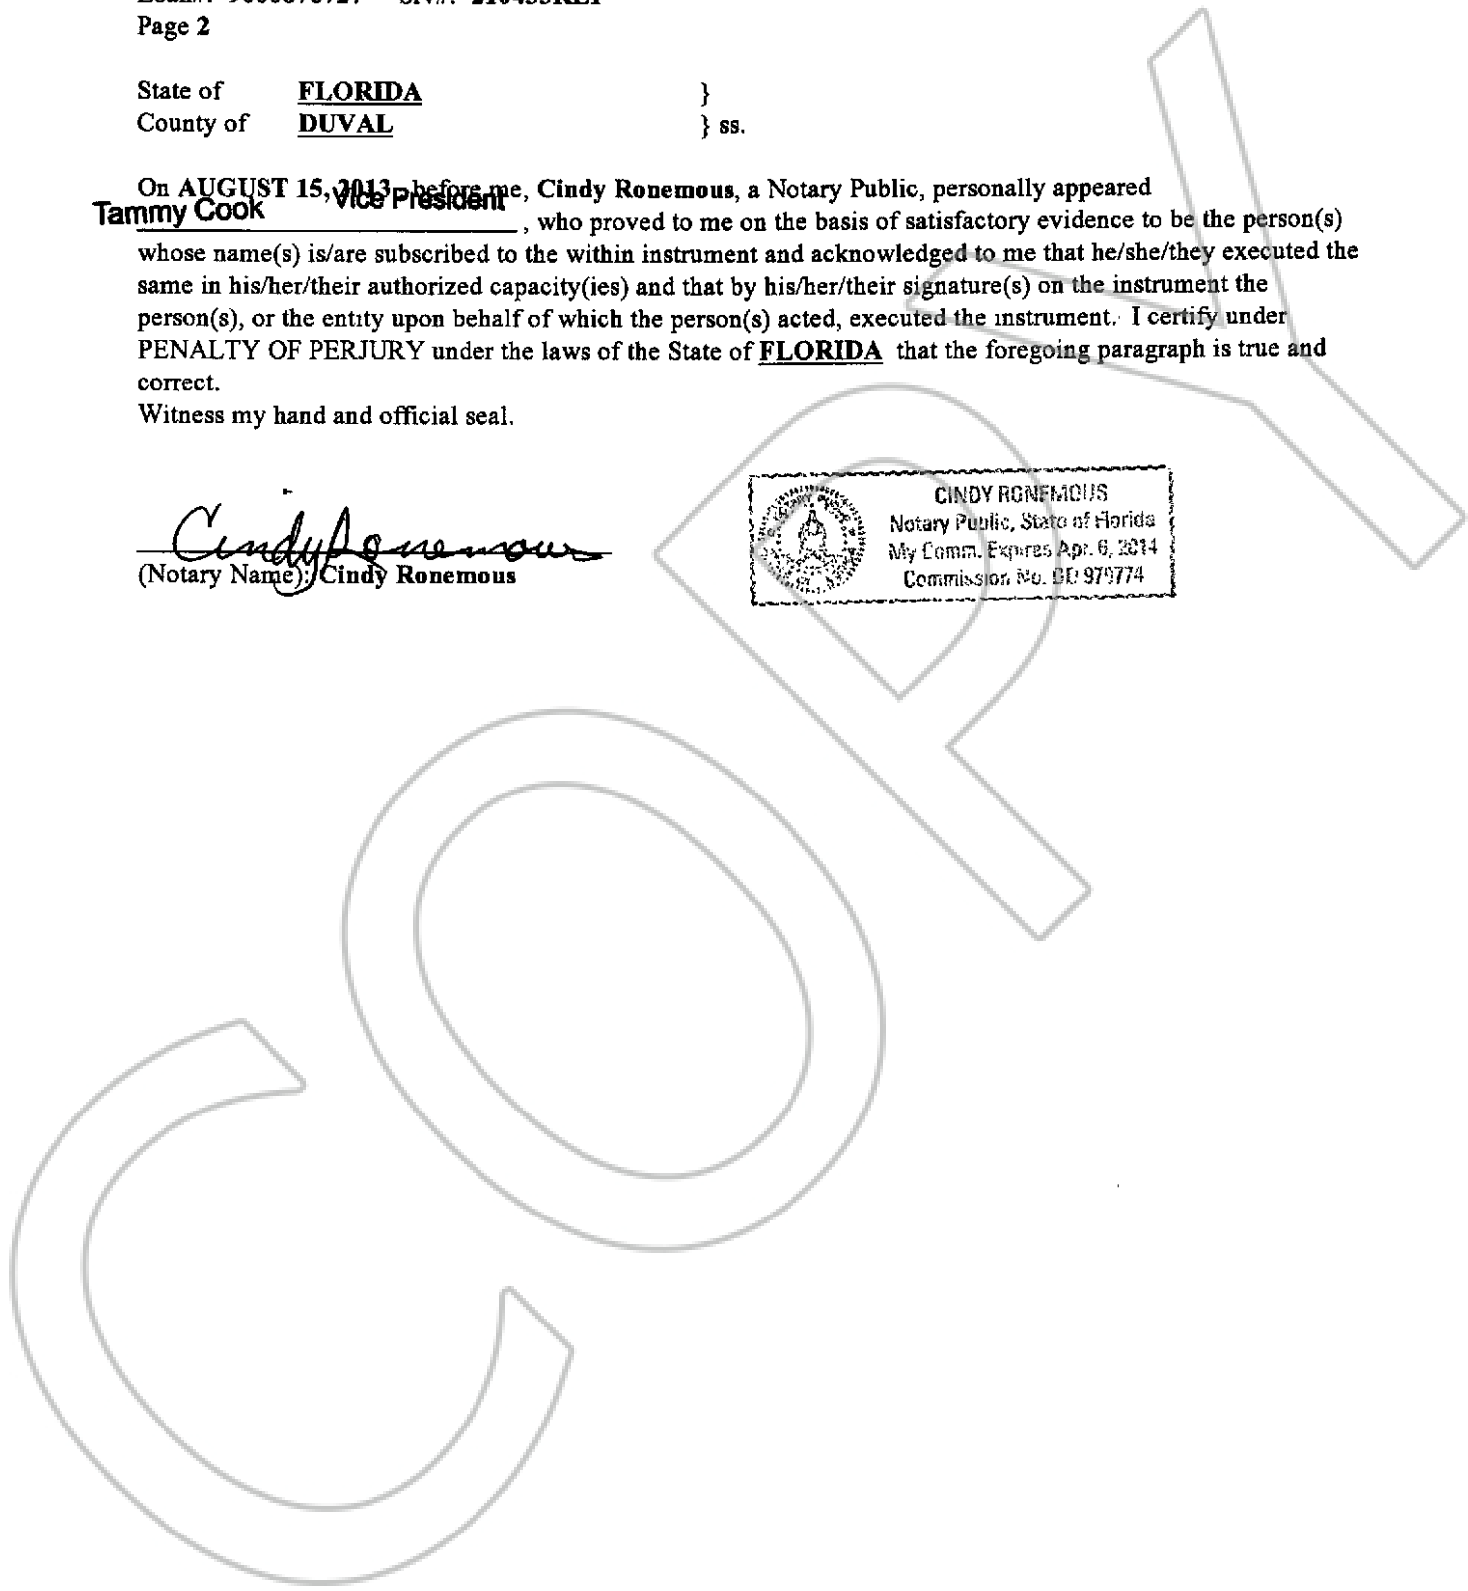 Page 2
State of FLORIDA }
County of DUVAL } ss.
On AUGUST 15, 2013 before me, Cindy Ronemous, a Notary Public, personally appeared
Tammy Cook Vice President , who proved to me on the basis of satisfactory evidence to be the person(s)
whose name(s) is/are subscribed to the within instrument and acknowledged to me that he/she/they executed the
same in his/her/their authorized capacity(ies) and that by his/her/their signature(s) on the instrument the
person(s), or the entity upon behalf of which the person(s) acted, executed the instrument. I certify under
PENALTY OF PERJURY under the laws of the State of FLORIDA that the foregoing paragraph is true and
correct.
Witness my hand and official seal.
Cindy Ronemous
(Notary Name): Cindy Ronemous
CINDY RONEMOUS
Notary Public, State of Florida
My Comm. Expires Apr. 6, 2014
Commission No.
COPY